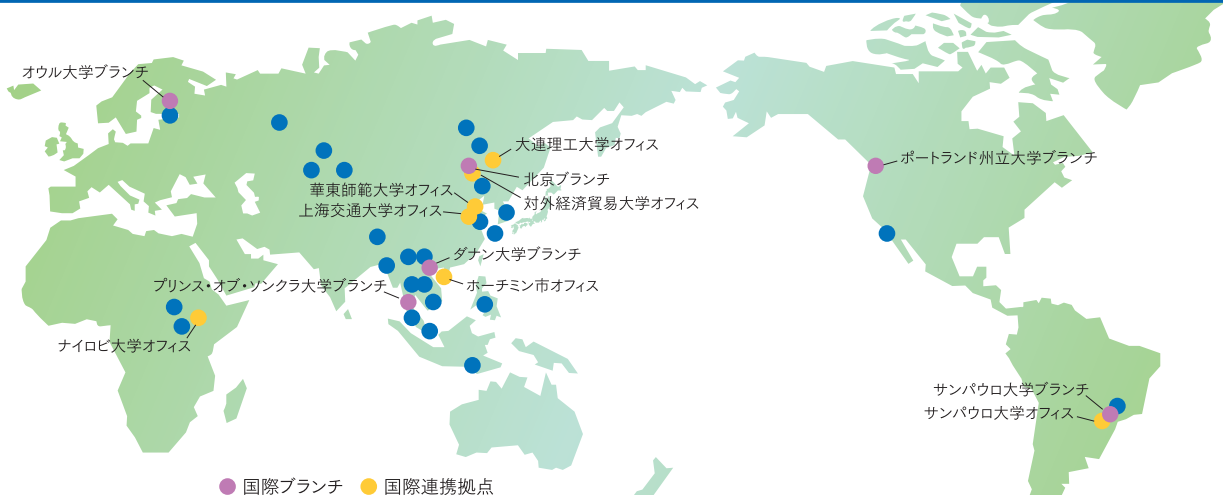 オウル大学ブランチ
大連理工大学オフィス
北京ブランチ
華東師範大学オフィス
対外経済貿易大学オフィス
上海交通大学オフィス
ポートランド州立大学ブランチ
ダナン大学ブランチ
プリンス・オブ・ソンクラ大学ブランチ
ホーチミン市オフィス
ナイロビ大学オフィス
サンパウロ大学ブランチ
サンパウロ大学オフィス
国際ブランチ
国際連携拠点